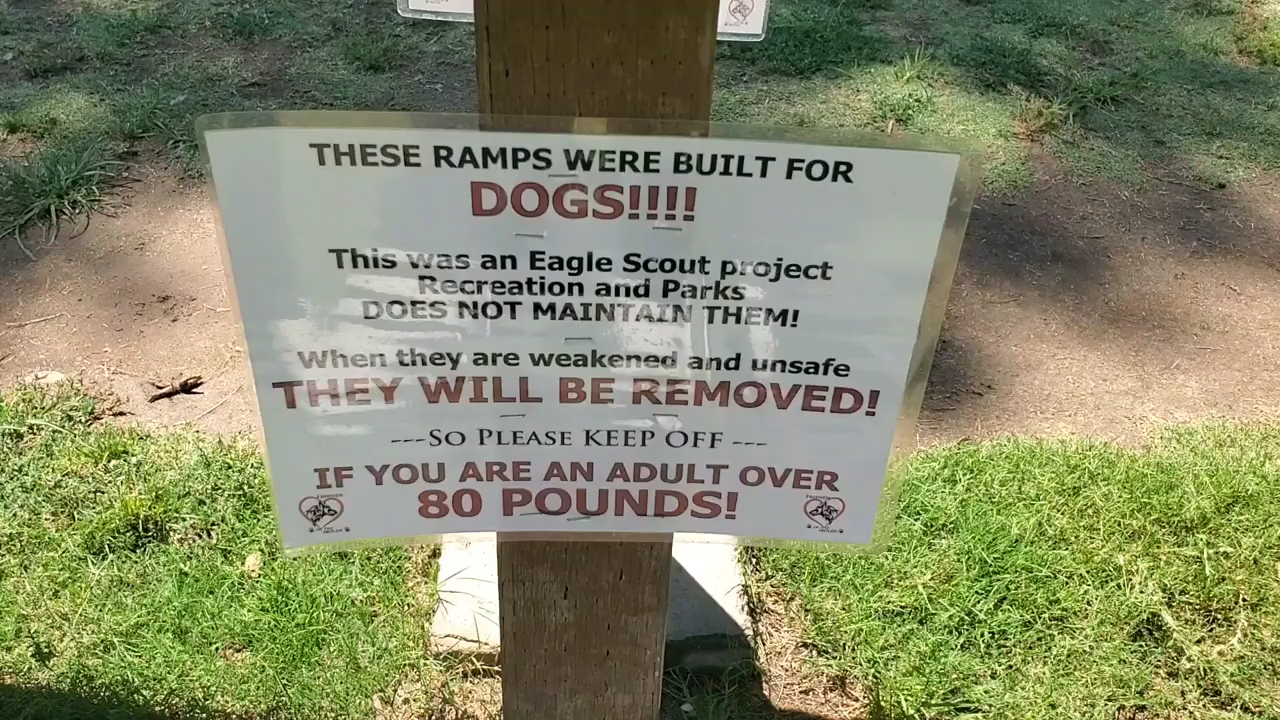 THESE RAMPS WERE BUILT FOR
DOGS!!!!
This was an Eagle Scout project
Recreation and Parks
DOES NOT MAINTAIN THEM!
When they are weakened and unsafe
THEY WILL BE REMOVED!
---SO PLEASE KEEP OFF ---
IF YOU ARE AN ADULT OVER
80 POUNDS!